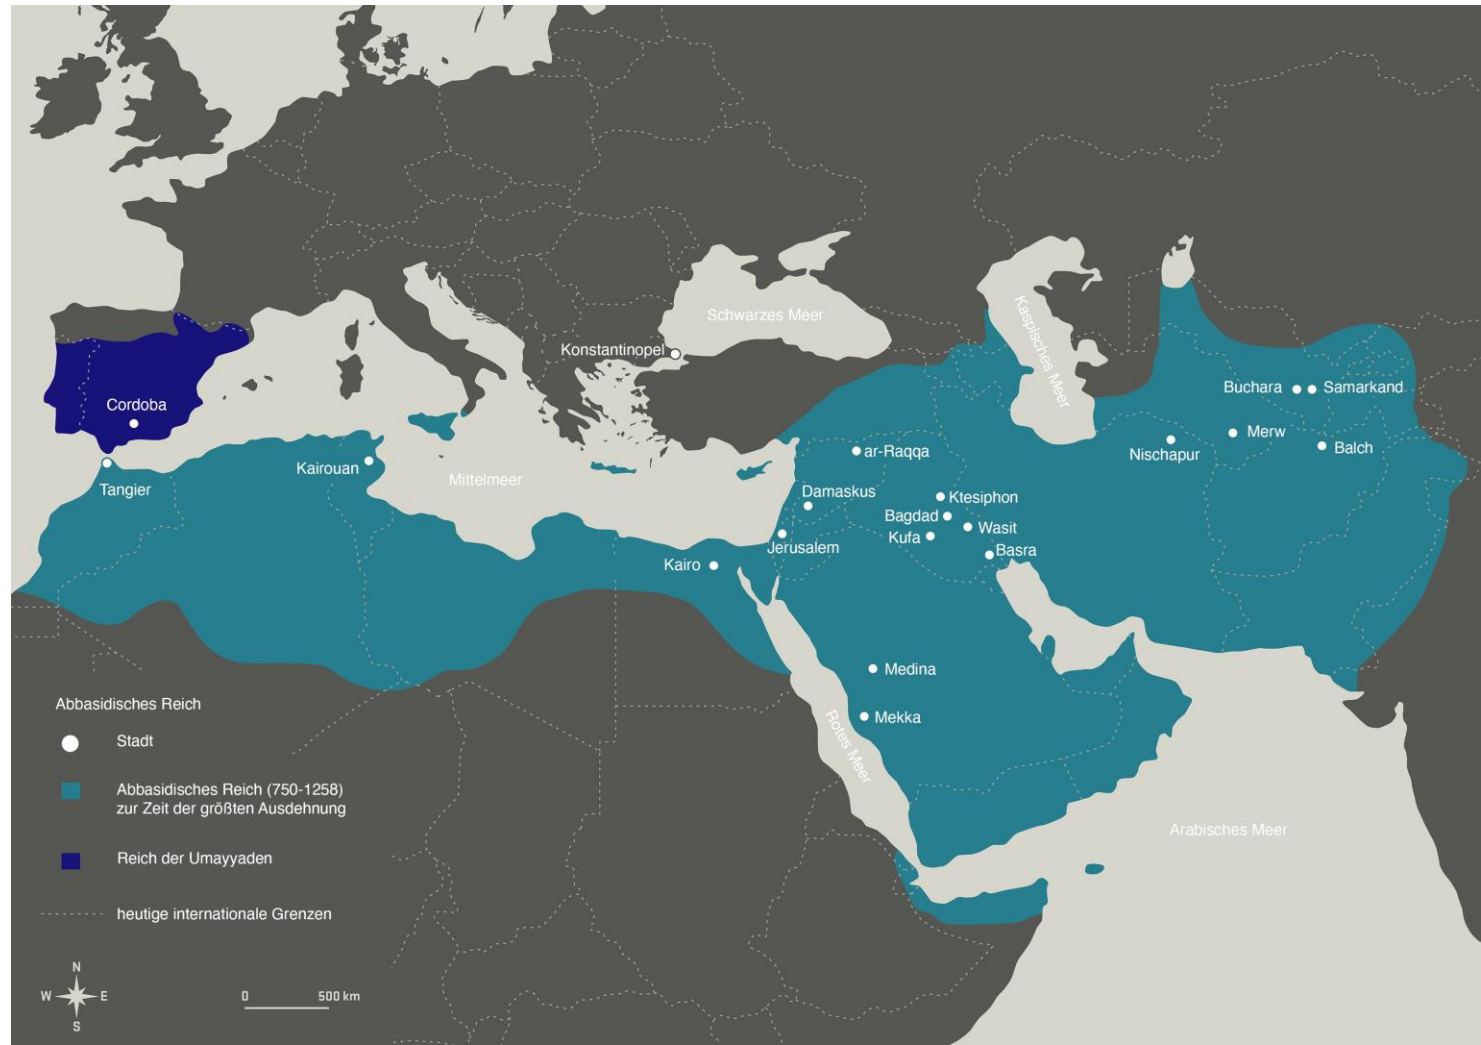 Schwarzes Meer
Kaspisches Meer
Konstantinopel
Buchara
Samarkand
Cordoba
Merw
Balch
Nischapur
ar-Raqqa
Kairouan
Mittelmeer
Tangier
Damaskus
Ktesiphon
Bagdad
Wasit
Kufa
Jerusalem
Basra
Kairo
Medina
Mekka
Rotes Meer
Arabisches Meer
Abbasidisches Reich
Stadt
Abbasidisches Reich (750-1258)
zur Zeit der größten Ausdehnung
Reich der Umayyaden
heutige internationale Grenzen
N
W
E
S
0
500 km